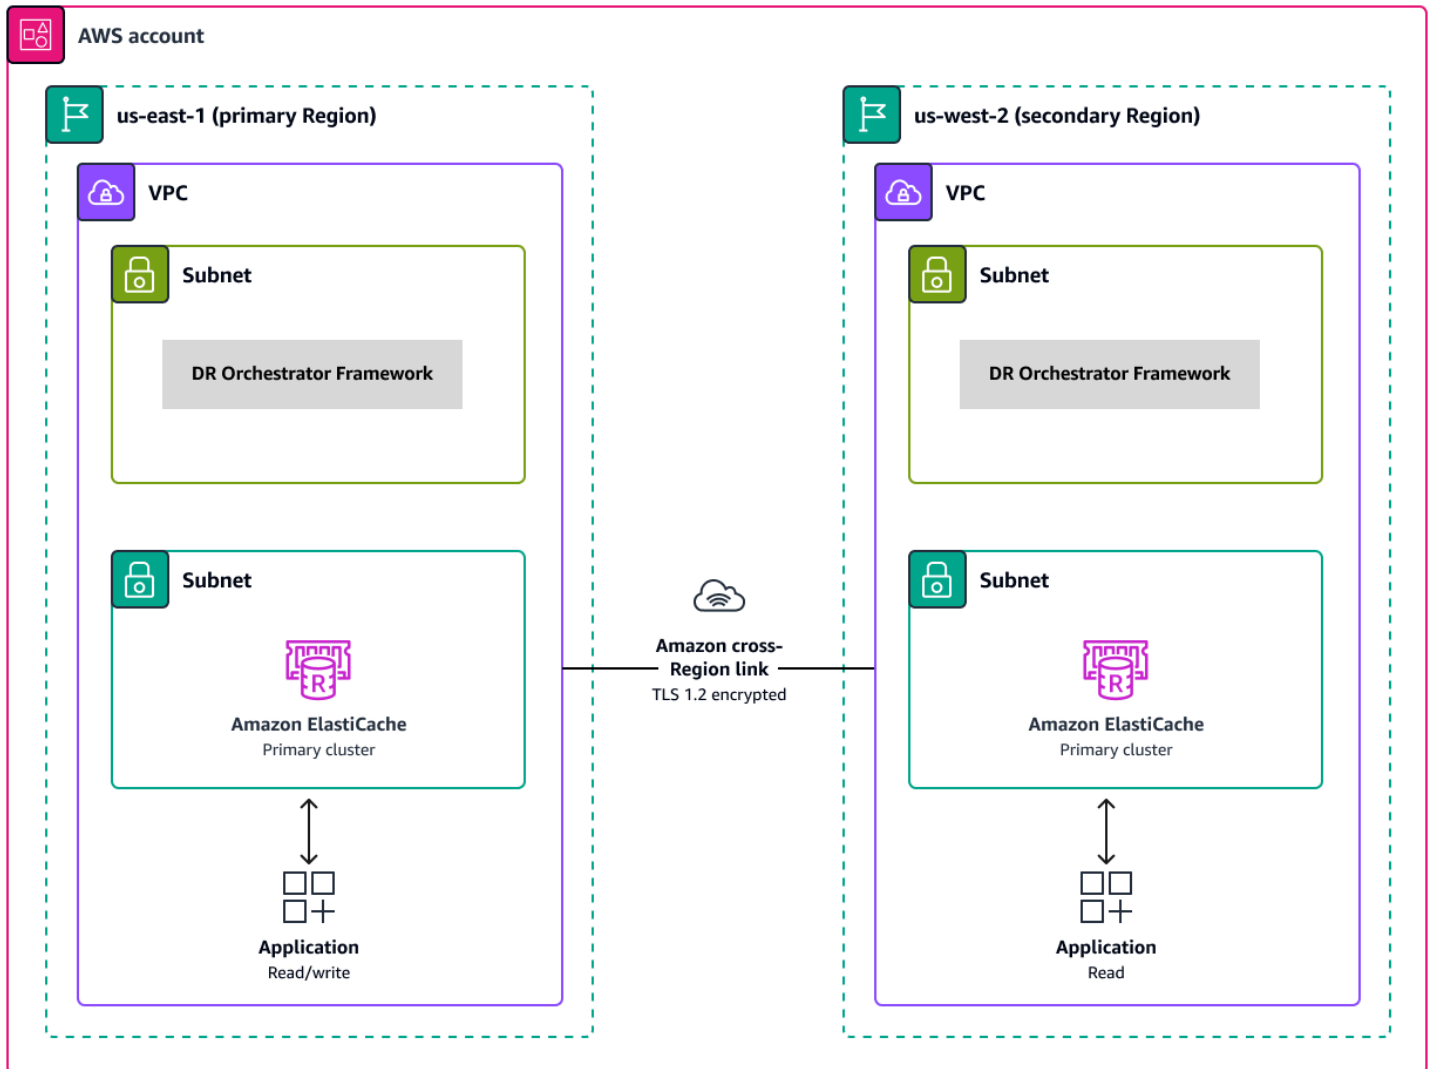 AWS account
us-east-1 (primary Region)
VPC
Subnet
DR Orchestrator Framework
Subnet
R
Amazon ElastiCache
Primary cluster
Application
Read/write
Amazon cross-
Region link
TLS 1.2 encrypted
us-west-2 (secondary Region)
VPC
Subnet
DR Orchestrator Framework
Subnet
R
Amazon ElastiCache
Primary cluster
Application
Read